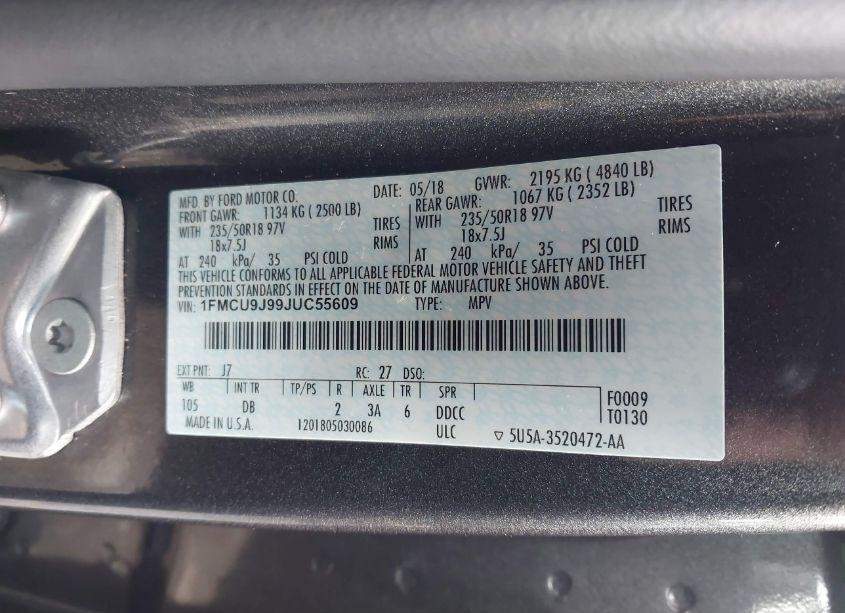 MFD. BY FORD MOTOR CO. DATE: 05/18 GVWR: 2195 KG ( 4840 LB)
FRONT GAWR: 1134 KG ( 2500 LB) REAR GAWR: 1067 KG ( 2352 LB)
WITH 235/50R18 97V TIRES WITH 235/50R18 97V TIRES
18x7.5J RIMS 18x7.5J RIMS
AT 240 kPa/ 35 PSI COLD AT 240 kPa/ 35 PSI COLD
THIS VEHICLE CONFORMS TO ALL APPLICABLE FEDERAL MOTOR VEHICLE SAFETY AND THEFT
PREVENTION STANDARDS IN EFFECT ON THE DATE OF MANUFACTURE SHOWN ABOVE.
VIN: 1FMCU9J99JUC55609 TYPE: MPV
EXT PNT: J7 RC: 27 DSO:
WB INT TR TP/PS R AXLE TR SPR F0009
105 DB 2 3A 6 DDCC T0130
MADE IN U.S.A. 1201805030086 ULC ▽ 5U5A-3520472-AA